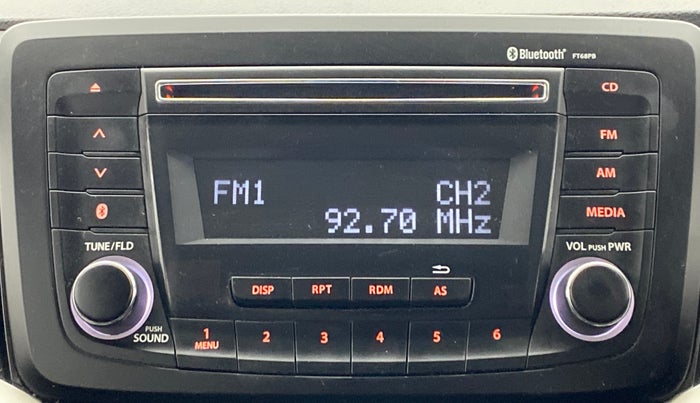 Bluetooth FT68PB
CD
FM
AM
MEDIA
FM1 CH2
92.70 MHz
TUNE/FLD
VOL PUSH PWR
DISP RPT RDM AS
PUSH
SOUND
1 2 3 4 5 6
MENU